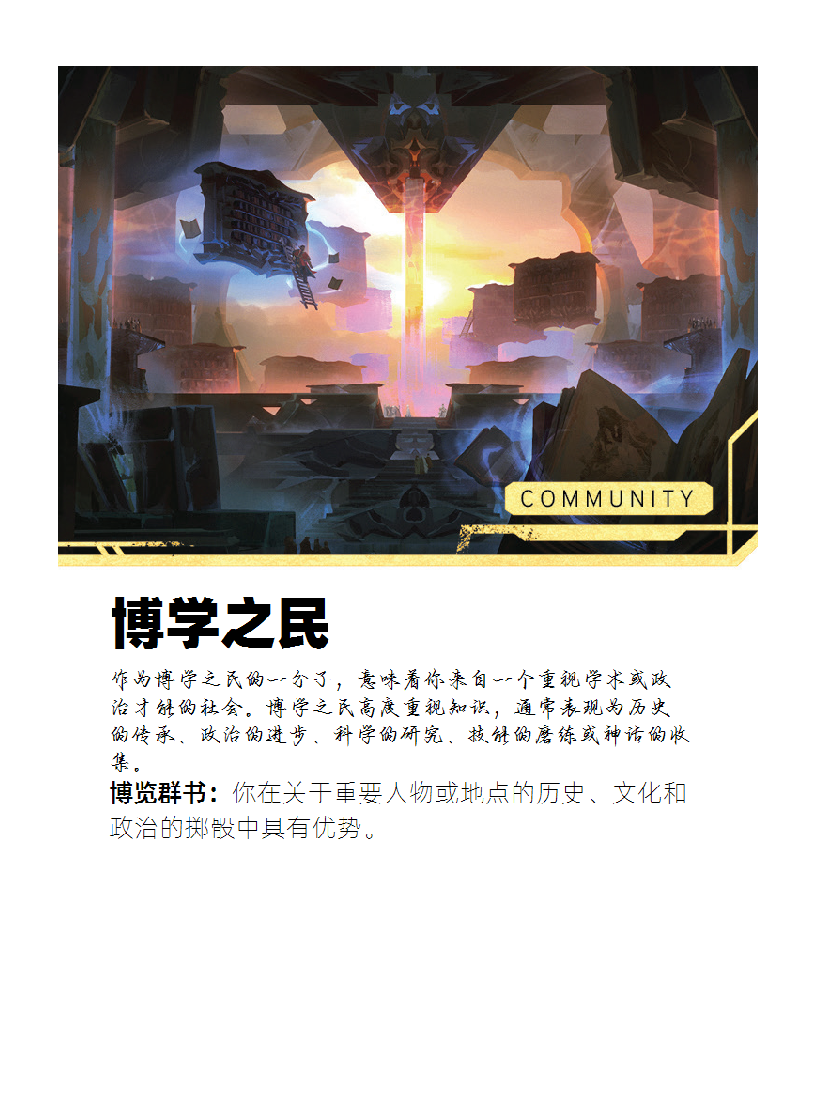 COMMUNITY
博学之民
作为博学之民的一分子，意味着你来自一个重视学术或政
治才能的社会。博学之民高度重视知识，通常表现为历史
的传承、政治的进步、科学的研究、技能的磨练或神话的收
集。
博览群书：你在关于重要人物或地点的历史、文化和
政治的掷骰中具有优势。